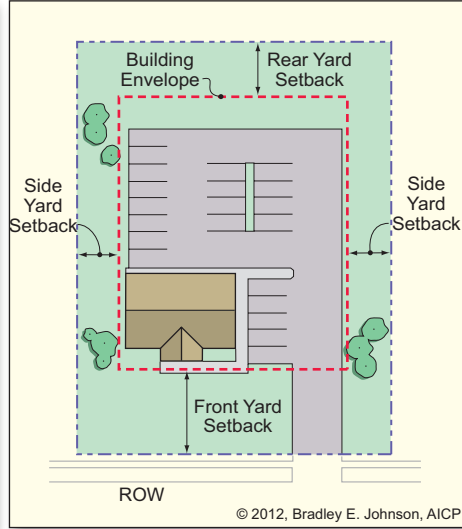 Building
Envelope
Rear Yard
Setback
Side
Yard
Setback
Side
Yard
Setback
Front Yard
Setback
ROW
© 2012, Bradley E. Johnson, AICP